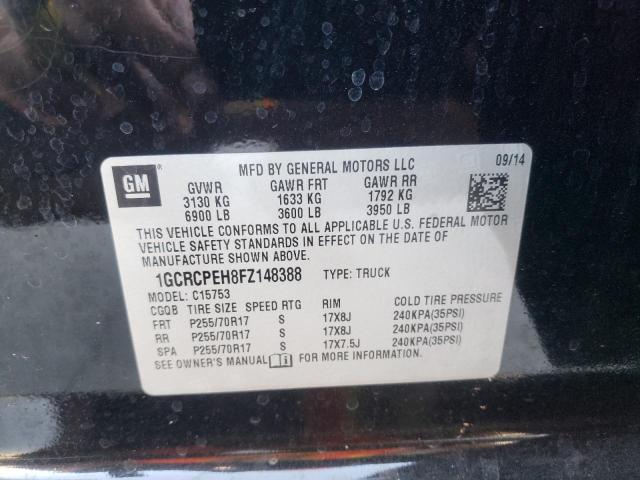 MFD BY GENERAL MOTORS LLC 09/14
GM®
GVWR GAWR FRT GAWR RR
3130 KG 1633 KG 1792 KG
6900 LB 3600 LB 3950 LB
THIS VEHICLE CONFORMS TO ALL APPLICABLE U.S. FEDERAL MOTOR
VEHICLE SAFETY STANDARDS IN EFFECT ON THE DATE OF
MANUFACTURE SHOWN ABOVE.
1GCRCPEH8FZ148388 TYPE: TRUCK
MODEL: C15753
CGQB TIRE SIZE SPEED RTG RIM COLD TIRE PRESSURE
FRT P255/70R17 S 17X8J 240KPA(35PSI)
RR P255/70R17 S 17X8J 240KPA(35PSI)
SPA P255/70R17 S 17X7.5J 240KPA(35PSI)
SEE OWNER'S MANUAL i FOR MORE INFORMATION.